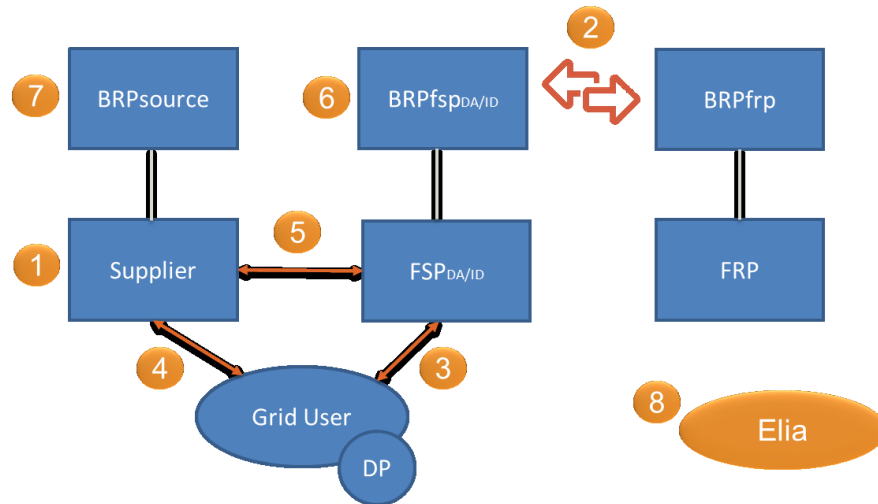 2
7
BRPsource
6
BRPfspDA/ID
BRPfrp
5
1
Supplier
FSPDA/ID
FRP
4
3
Grid User
DP
8
Elia